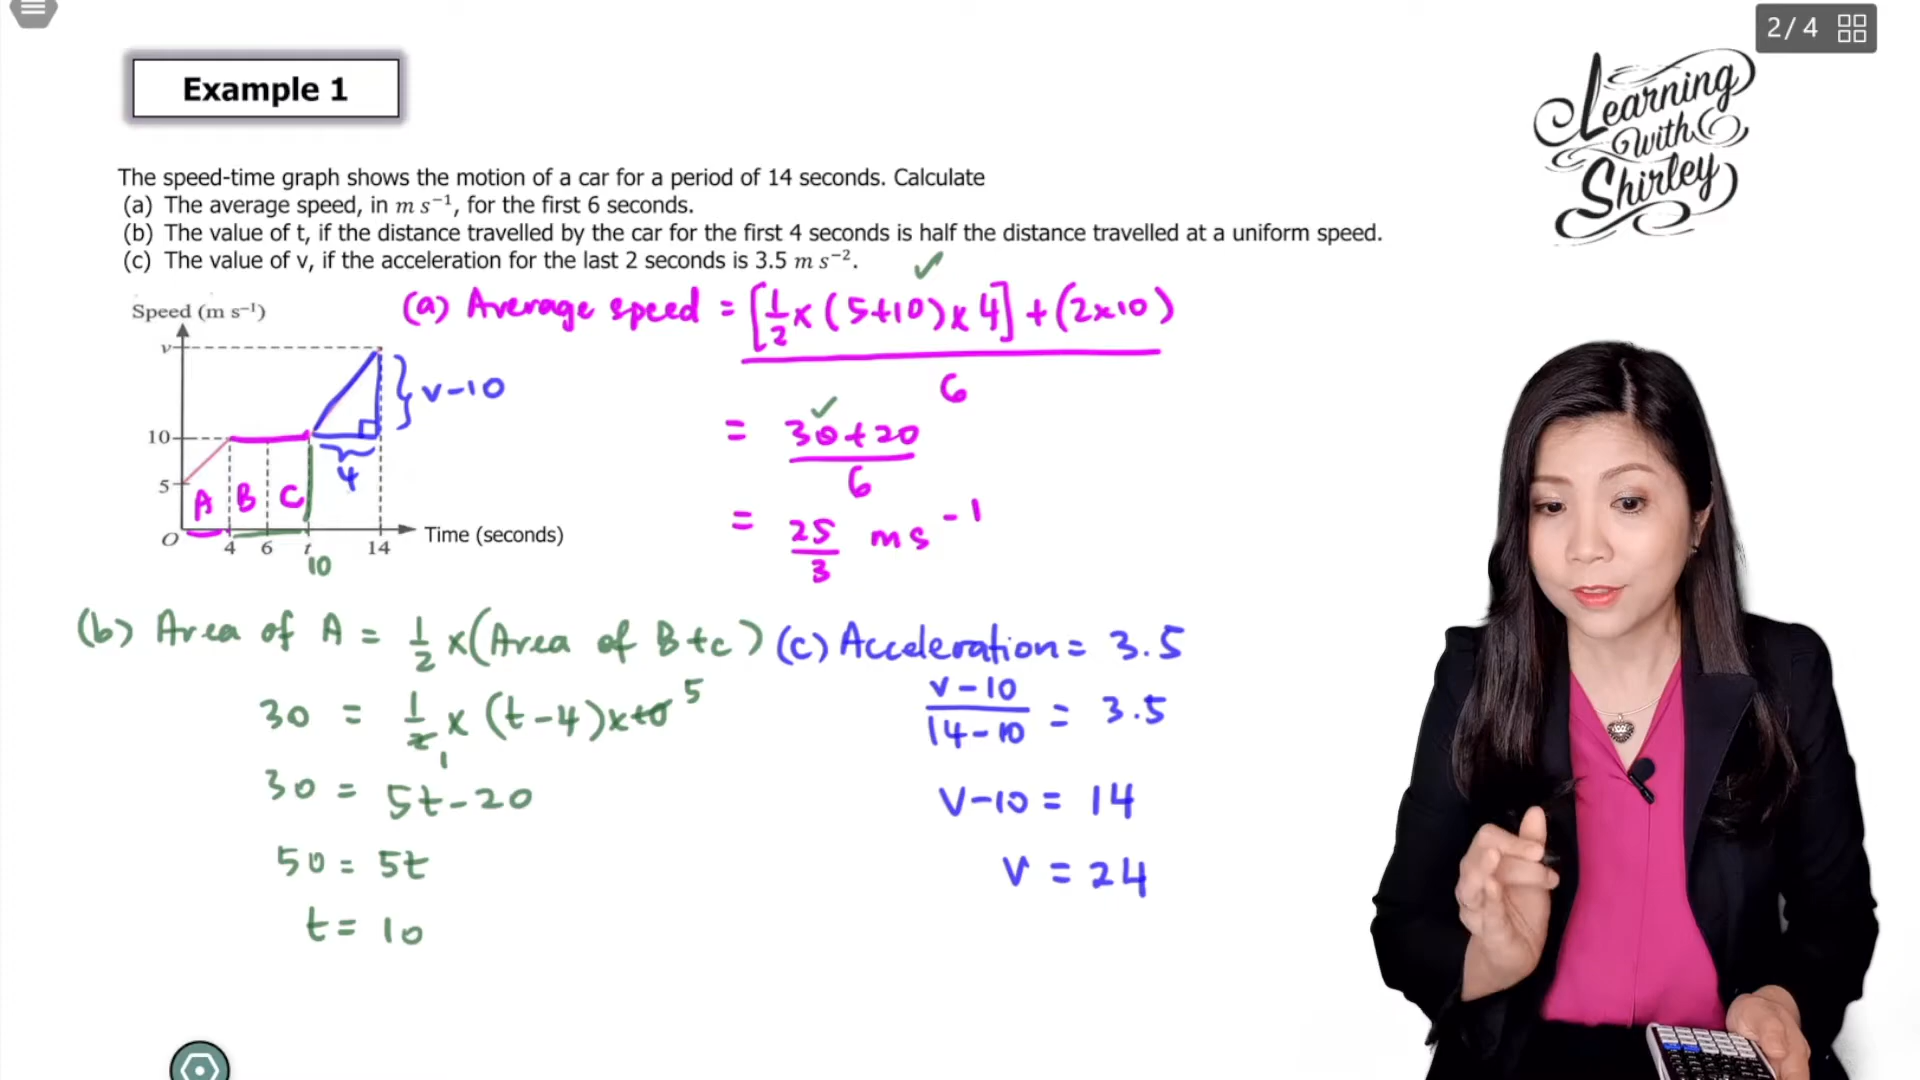 2/4
Example 1
Learning
with
Shirley
The speed-time graph shows the motion of a car for a period of 14 seconds. Calculate
(a) The average speed, in m s⁻¹, for the first 6 seconds.
(b) The value of t, if the distance travelled by the car for the first 4 seconds is half the distance travelled at a uniform speed.
(c) The value of v, if the acceleration for the last 2 seconds is 3.5 m s⁻². ✓
Speed (m s⁻¹)
v
10
5
O
4 6 t 14
10
Time (seconds)
A B C
4
} v-10
(a) Average speed = [½ x (5+10) x 4] + (2x10)
6
= 30+20 ✓
6
= 25 ms⁻¹
3
(b) Area of A = ½ x (Area of B+C)
30 = ½ x (t-4) x 10 5
1
30 = 5t-20
50 = 5t
t = 10
(c) Acceleration = 3.5
v-10
14-10 = 3.5
v-10 = 14
v = 24